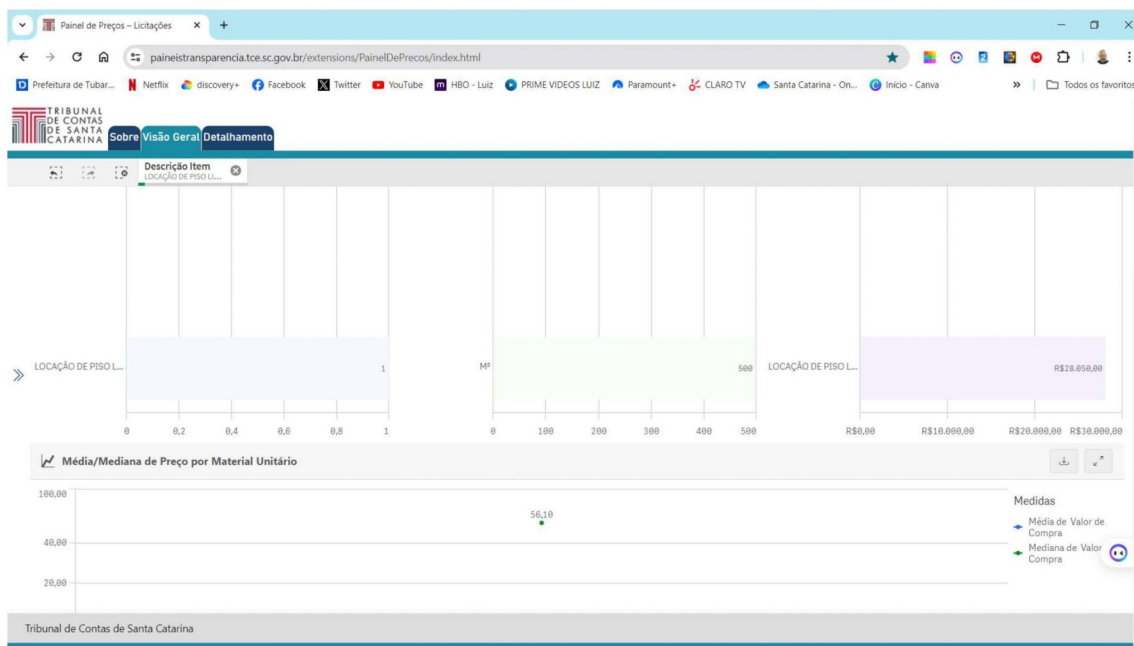 Painel de Preços – Licitações
paineistransparencia.tce.sc.gov.br/extensions/PainelDePrecos/index.html
Prefeitura de Tubar... Netflix discovery+ Facebook Twitter YouTube HBO - Luiz PRIME VIDEOS LUIZ Paramount+ CLARO TV Santa Catarina - On... Início - Canva » Todos os favoritos
TRIBUNAL
DE CONTAS
DE SANTA
CATARINA
Sobre Visão Geral Detalhamento
Descrição Item
LOCAÇÃO DE PISO LI...
LOCAÇÃO DE PISO L... 1 M² 500 LOCAÇÃO DE PISO L... R$28.050,00
0 0,2 0,4 0,6 0,8 1 0 100 200 300 400 500 R$0,00 R$10.000,00 R$20.000,00 R$30.000,00
Média/Mediana de Preço por Material Unitário
100,00
56,10
40,00
20,00
Medidas
Média de Valor de
Compra
Mediana de Valor
Compra
Tribunal de Contas de Santa Catarina